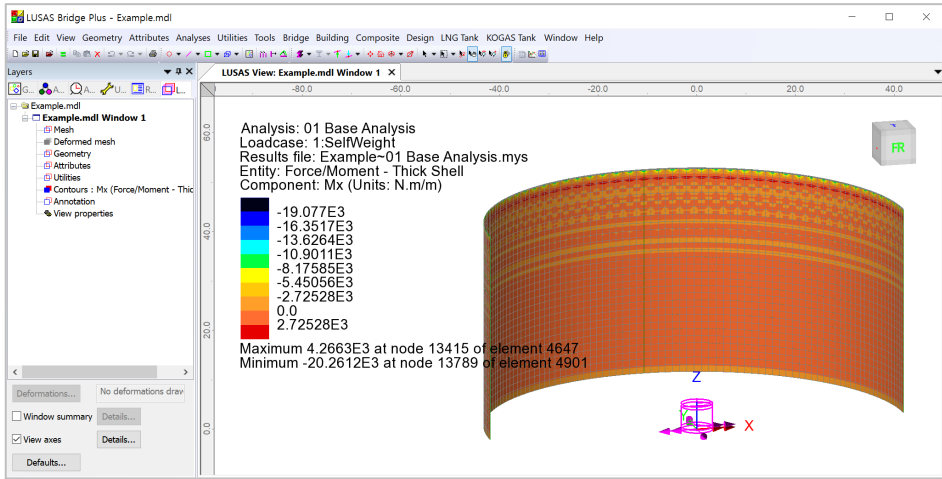 LUSAS Bridge Plus - Example.mdl
File Edit View Geometry Attributes Analyses Utilities Tools Bridge Building Composite Design LNG Tank KOGAS Tank Window Help
Layers
G... A... A... U... R... L...
Example.mdl
Example.mdl Window 1
Mesh
Deformed mesh
Geometry
Attributes
Utilities
Contours : Mx (Force/Moment - Thic
Annotation
View properties
Deformations...
No deformations draw
Window summary
Details...
View axes
Details...
Defaults...
LUSAS View: Example.mdl Window 1 X
-80.0 -60.0 -40.0 -20.0 0.0 20.0 40.0
60.0
40.0
20.0
0.0
Analysis: 01 Base Analysis
Loadcase: 1:SelfWeight
Results file: Example~01 Base Analysis.mys
Entity: Force/Moment - Thick Shell
Component: Mx (Units: N.m/m)
-19.077E3
-16.3517E3
-13.6264E3
-10.9011E3
-8.17585E3
-5.45056E3
-2.72528E3
0.0
2.72528E3
Maximum 4.2663E3 at node 13415 of element 4647
Minimum -20.2612E3 at node 13789 of element 4901
FR
Z
Y
X